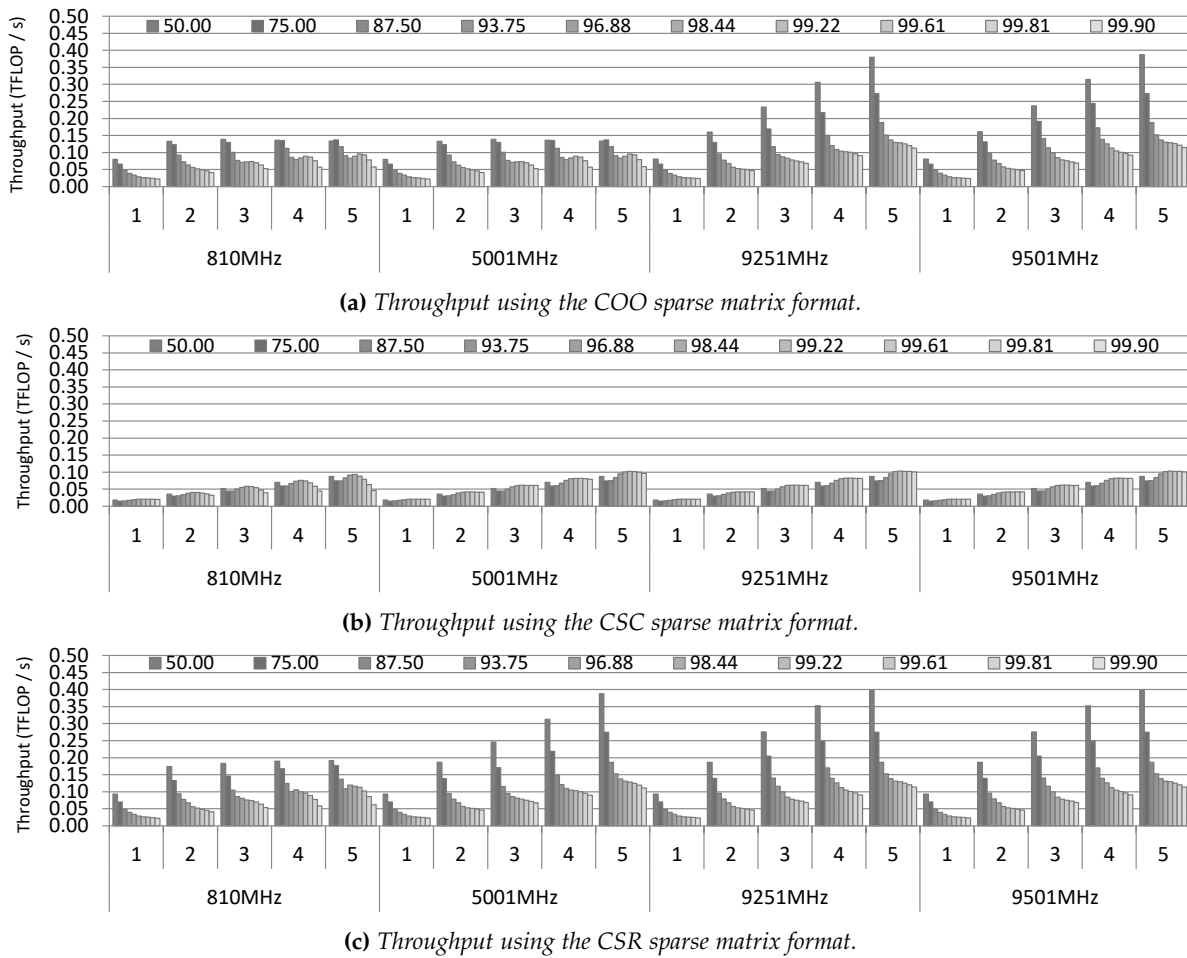 0.50 50.00 75.00 87.50 93.75 96.88 98.44 99.22 99.61 99.81 99.90
0.45
0.40
0.35
0.30
0.25
0.20
0.15
0.10
0.05
0.00
Throughput (TFLOP / s)
1 2 3 4 5 1 2 3 4 5 1 2 3 4 5 1 2 3 4 5
810MHz 5001MHz 9251MHz 9501MHz
(a) Throughput using the COO sparse matrix format.
0.50 50.00 75.00 87.50 93.75 96.88 98.44 99.22 99.61 99.81 99.90
0.45
0.40
0.35
0.30
0.25
0.20
0.15
0.10
0.05
0.00
Throughput (TFLOP / s)
1 2 3 4 5 1 2 3 4 5 1 2 3 4 5 1 2 3 4 5
810MHz 5001MHz 9251MHz 9501MHz
(b) Throughput using the CSC sparse matrix format.
0.50 50.00 75.00 87.50 93.75 96.88 98.44 99.22 99.61 99.81 99.90
0.45
0.40
0.35
0.30
0.25
0.20
0.15
0.10
0.05
0.00
Throughput (TFLOP / s)
1 2 3 4 5 1 2 3 4 5 1 2 3 4 5 1 2 3 4 5
810MHz 5001MHz 9251MHz 9501MHz
(c) Throughput using the CSR sparse matrix format.